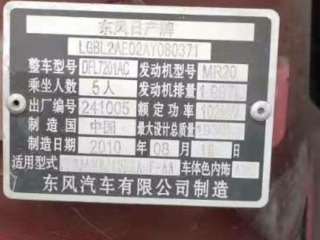 东风日产牌
LGBL2AE02AY080371
整车型号 DFL7201AC 发动机型号 MR20
乘坐人数 5人 发动机排量
出厂编号 241005 额定功率
制造国 中国 最大设计总质量
制造日期 2010 年 09 月
适用型式 车体色内饰
东风汽车有限公司制造